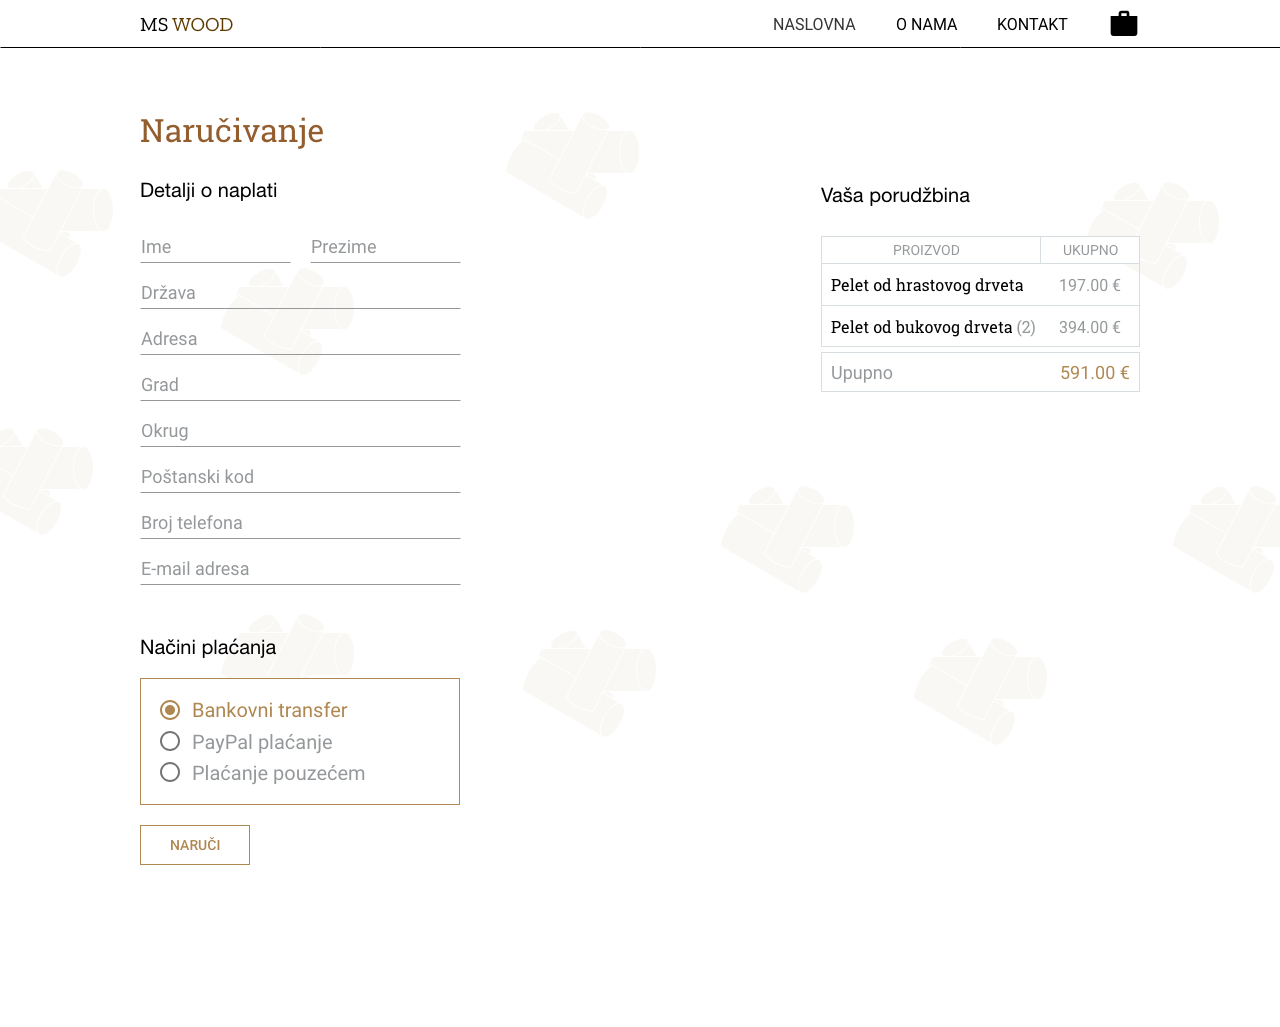 MS WOOD
NASLOVNA O NAMA KONTAKT
Naručivanje
Detalji o naplati
Ime Prezime
Država
Adresa
Grad
Okrug
Poštanski kod
Broj telefona
E-mail adresa
Načini plaćanja
Bankovni transfer
PayPal plaćanje
Plaćanje pouzećem
NARUČI
Vaša porudžbina
PROIZVOD UKUPNO
Pelet od hrastovog drveta 197.00 €
Pelet od bukovog drveta (2) 394.00 €
Upupno 591.00 €